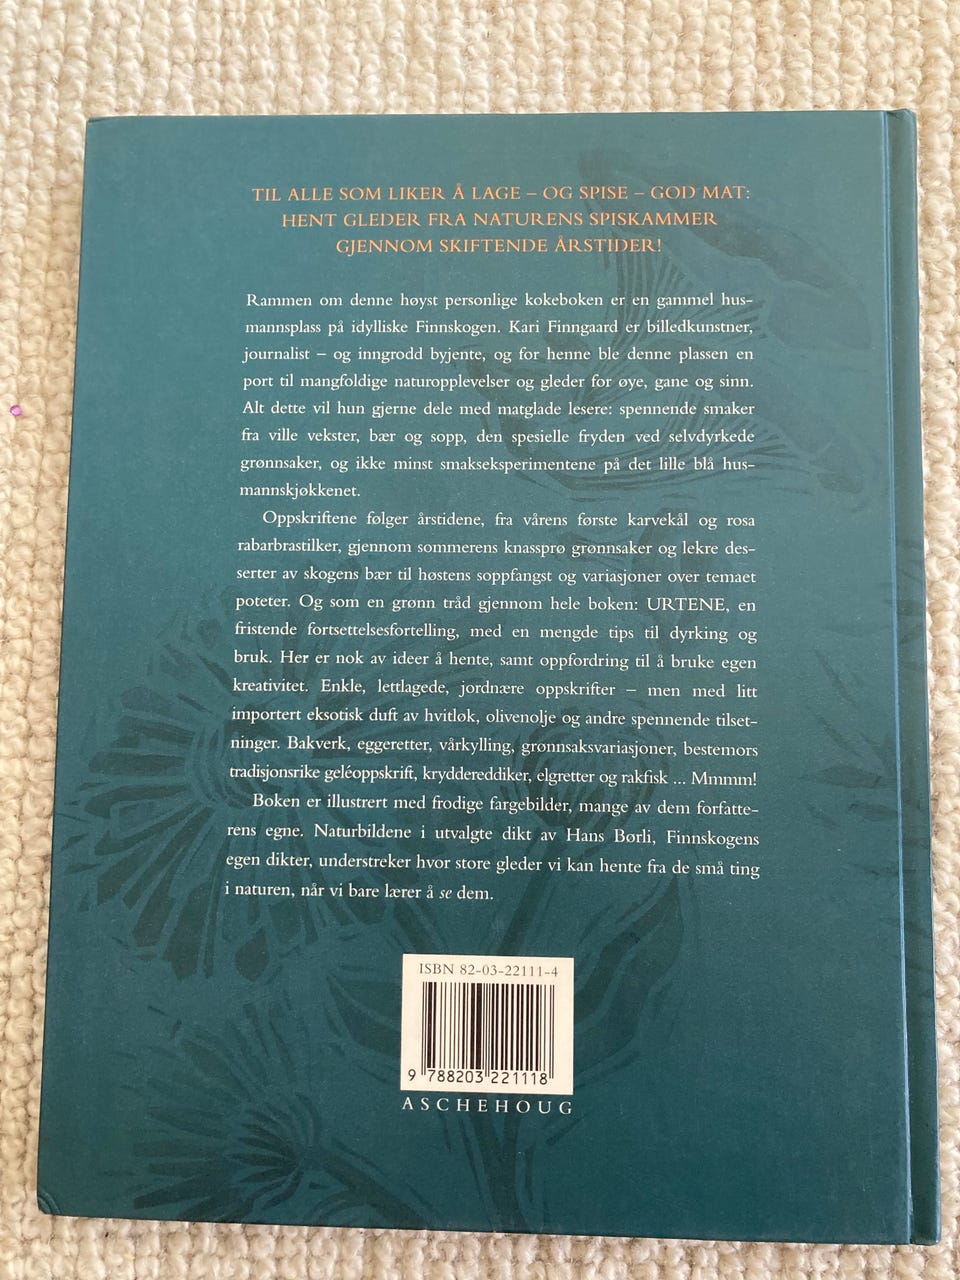 TIL ALLE SOM LIKER Å LAGE – OG SPISE – GOD MAT:
HENT GLEDER FRA NATURENS SPISKAMMER
GJENNOM SKIFTENDE ÅRSTIDER!
Rammen om denne høyst personlige kokeboken er en gammel hus-
mannsplass på idylliske Finnskogen. Kari Finngaard er billedkunstner,
journalist – og inngrodd byjente, og for henne ble denne plassen en
port til mangfoldige naturopplevelser og gleder for øye, gane og sinn.
Alt dette vil hun gjerne dele med matglade lesere: spennende smaker
fra ville vekster, bær og sopp, den spesielle fryden ved selvdyrkede
grønnsaker, og ikke minst smakseksperimentene på det lille blå hus-
mannskjøkkenet.
Oppskriftene følger årstidene, fra vårens første karvekål og rosa
rabarbrastilker, gjennom sommerens knasprø grønnsaker og lekre des-
serter av skogens bær til høstens soppfangst og variasjoner over temaet
poteter. Og som en grønn tråd gjennom hele boken: URTENE, en
fristende fortsettelsesfortelling, med en mengde tips til dyrking og
bruk. Her er nok av ideer å hente, samt oppfordring til å bruke egen
kreativitet. Enkle, lettlagede, jordnære oppskrifter – men med litt
importert eksotisk duft av hvitløk, olivenolje og andre spennende tilset-
ninger. Bakverk, eggeretter, vårkylling, grønnsaksvariasjoner, bestemors
tradisjonsrike geléoppskrift, kryddereddiker, elgretter og rakfisk ... Mmmm!
Boken er illustrert med frodige fargebilder, mange av dem forfatte-
rens egne. Naturbildene i utvalgte dikt av Hans Børli, Finnskogens
egen dikter, understreker hvor store gleder vi kan hente fra de små ting
i naturen, når vi bare lærer å se dem.
ISBN 82-03-22111-4
9 788203 221118
ASCHEHOUG